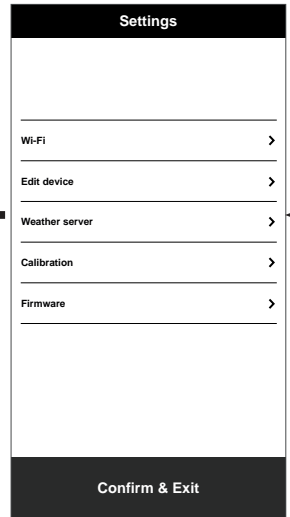 Settings
Wi-Fi
Edit device
Weather server
Calibration
Firmware
Confirm & Exit